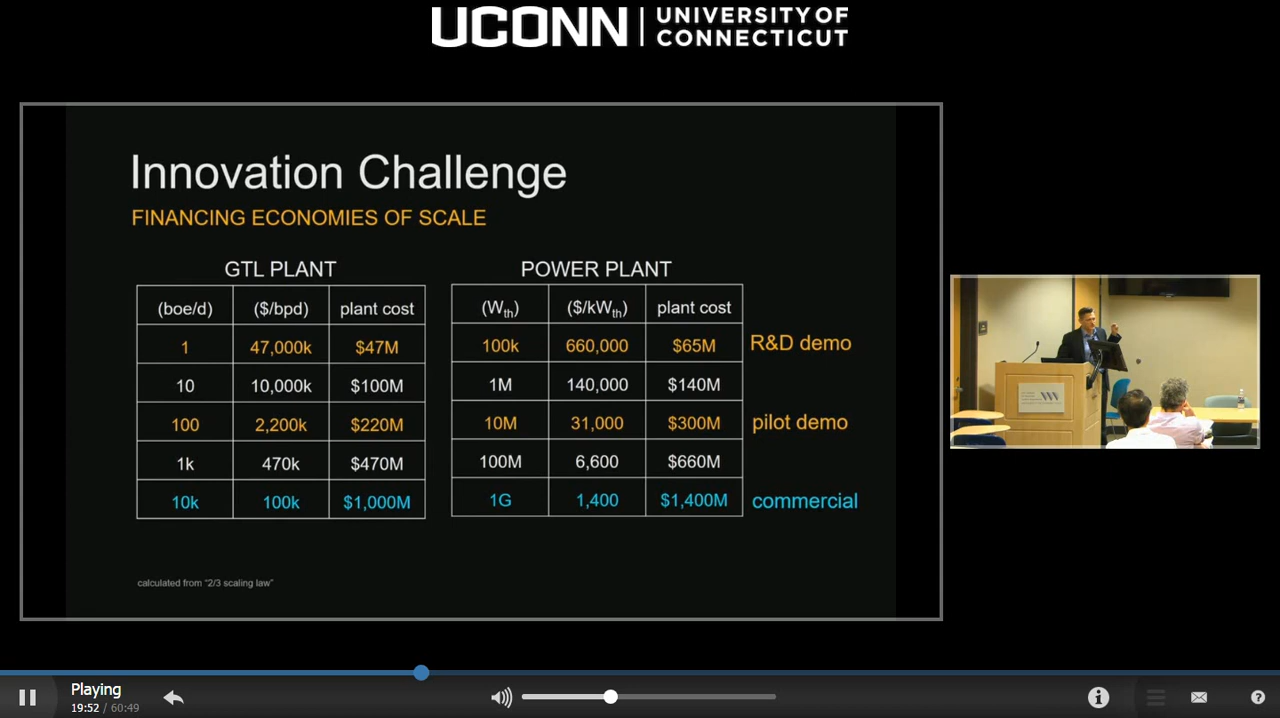 UCONN | UNIVERSITY OF
CONNECTICUT
Innovation Challenge
FINANCING ECONOMIES OF SCALE
GTL PLANT
(boe/d) ($/bpd) plant cost
1 47,000k $47M
10 10,000k $100M
100 2,200k $220M
1k 470k $470M
10k 100k $1,000M
POWER PLANT
(Wth) ($/kWth) plant cost
100k 660,000 $65M R&D demo
1M 140,000 $140M
10M 31,000 $300M pilot demo
100M 6,600 $660M
1G 1,400 $1,400M commercial
calculated from "2/3 scaling law"
Playing
19:52 / 60:49